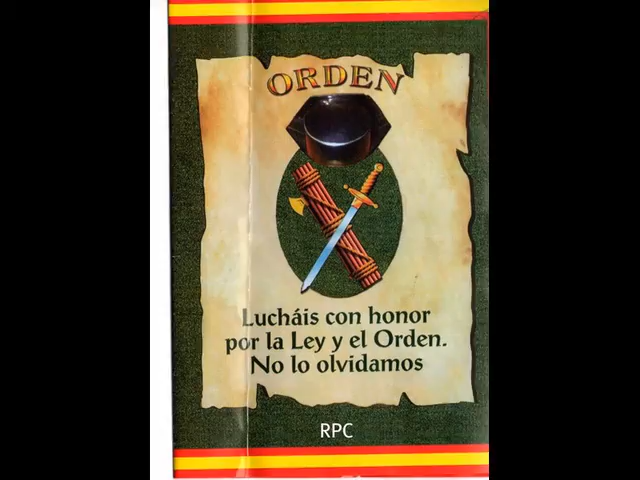 ORDEN
Lucháis con honor
por la Ley y el Orden.
No lo olvidamos
RPC